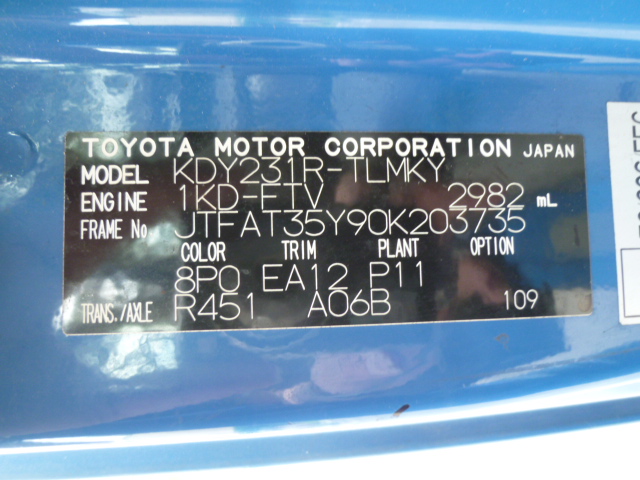 TOYOTA MOTOR CORPORATION JAPAN
MODEL KDY231R-TLMKY
ENGINE 1KD-FTV 2982 mL
FRAME No. JTFAT35Y90K203735
COLOR TRIM PLANT OPTION
8P0 EA12 P11
TRANS./AXLE R451 A06B 109